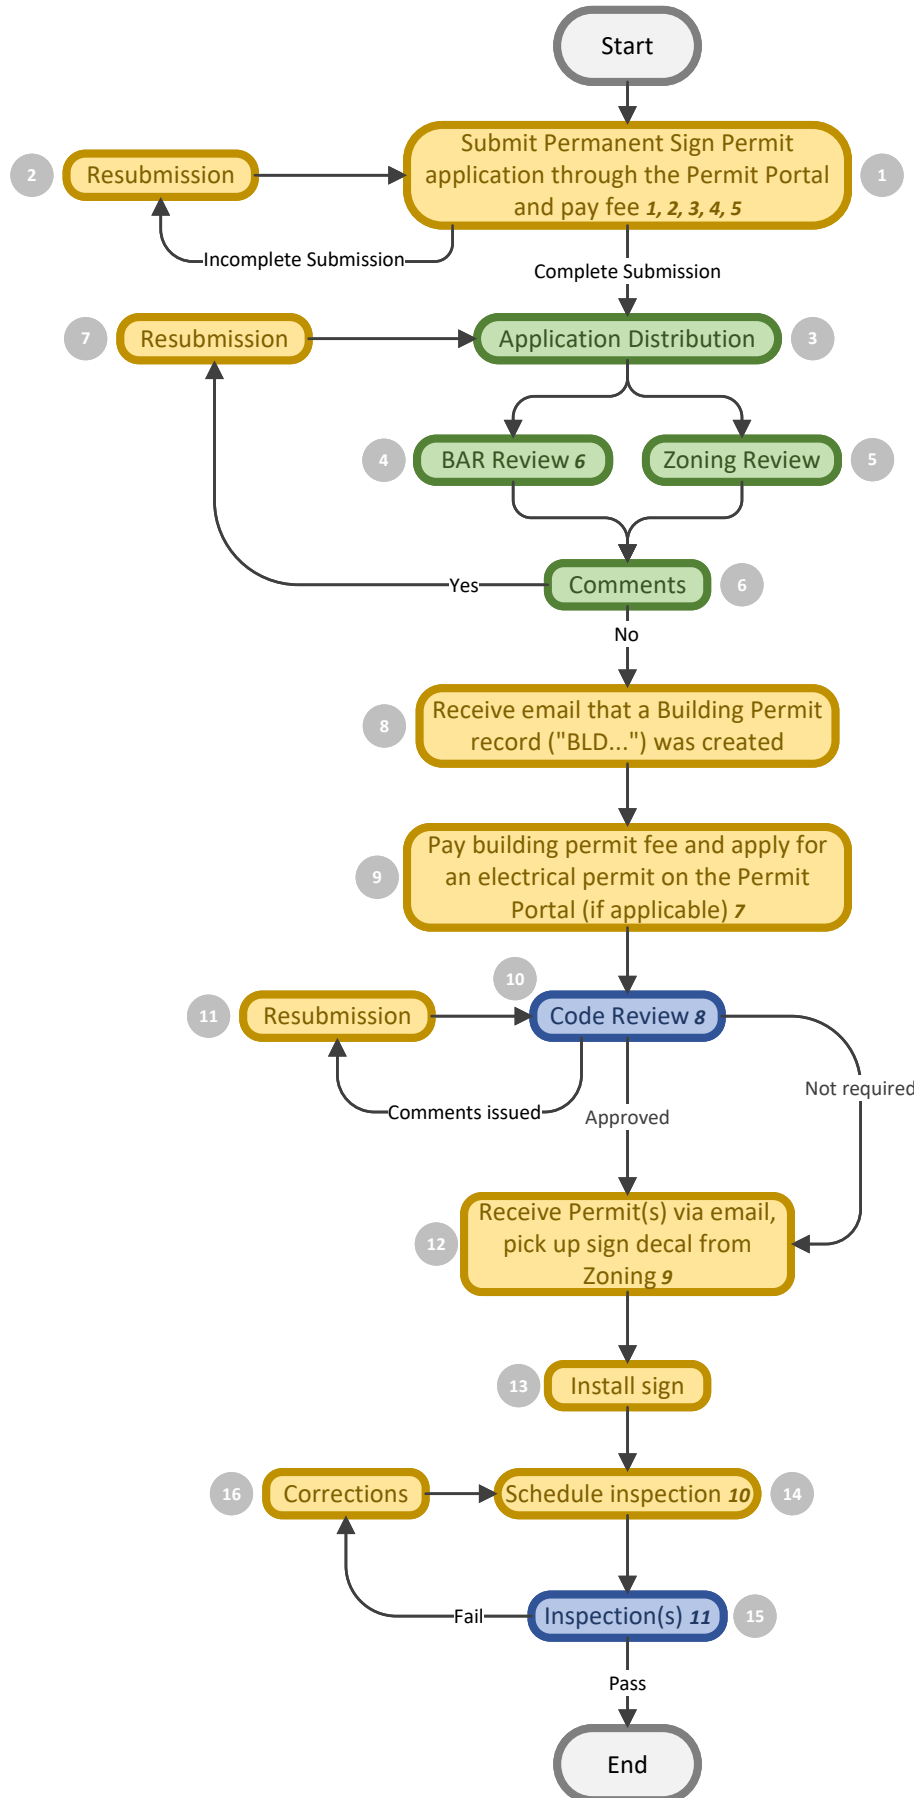 Start
Submit Permanent Sign Permit
application through the Permit Portal
and pay fee 1, 2, 3, 4, 5
1
2
Resubmission
Incomplete Submission
Complete Submission
7
Resubmission
Application Distribution
3
4
BAR Review 6
Zoning Review
5
Yes
Comments
6
No
8
Receive email that a Building Permit
record ("BLD...") was created
9
Pay building permit fee and apply for
an electrical permit on the Permit
Portal (if applicable) 7
10
11
Resubmission
Code Review 8
Comments issued
Approved
Not required
12
Receive Permit(s) via email,
pick up sign decal from
Zoning 9
13
Install sign
16
Corrections
Schedule inspection 10
14
Fail
Inspection(s) 11
15
Pass
End